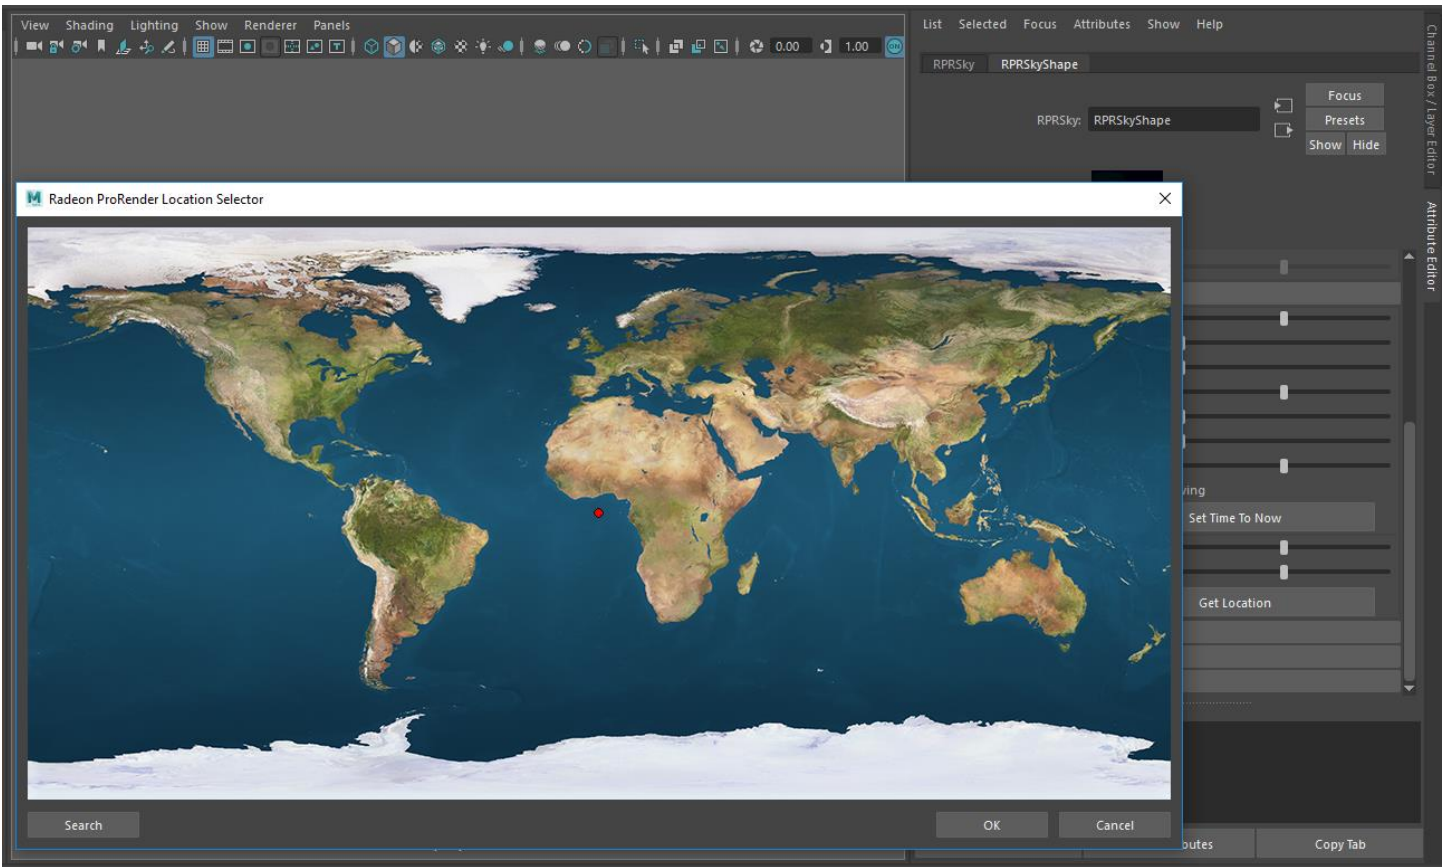 View Shading Lighting Show Renderer Panels
0.00 1.00 ON
List Selected Focus Attributes Show Help
RPRSky RPRSkyShape
RPRSky: RPRSkyShape
Focus
Presets
Show Hide
Channel Box / Layer Editor
Attribute Editor
M Radeon ProRender Location Selector
ving
Set Time To Now
Get Location
Search OK Cancel
butes Copy Tab